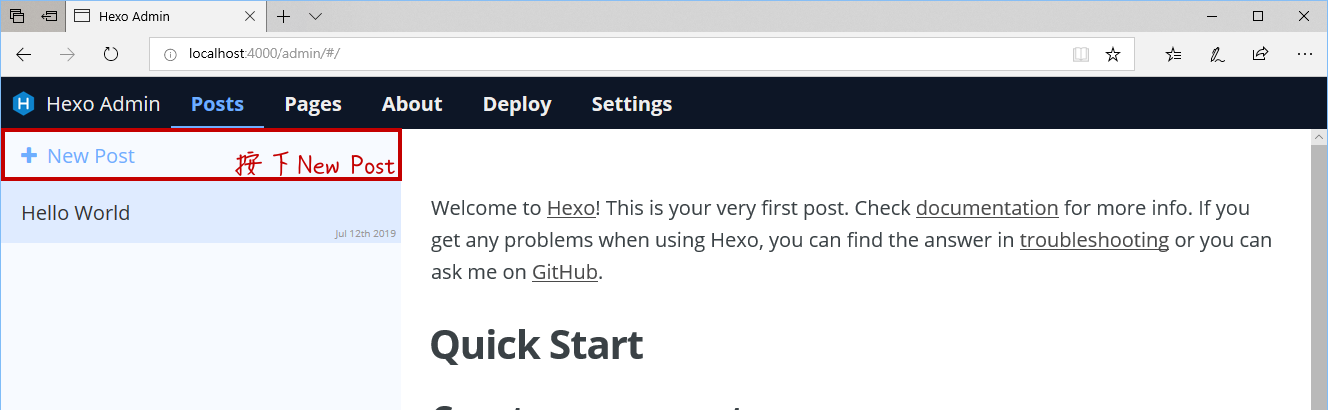 Hexo Admin
localhost:4000/admin/#/
Hexo Admin Posts Pages About Deploy Settings
New Post
按下New Post
Hello World
Jul 12th 2019
Welcome to Hexo! This is your very first post. Check documentation for more info. If you
get any problems when using Hexo, you can find the answer in troubleshooting or you can
ask me on GitHub.
Quick Start